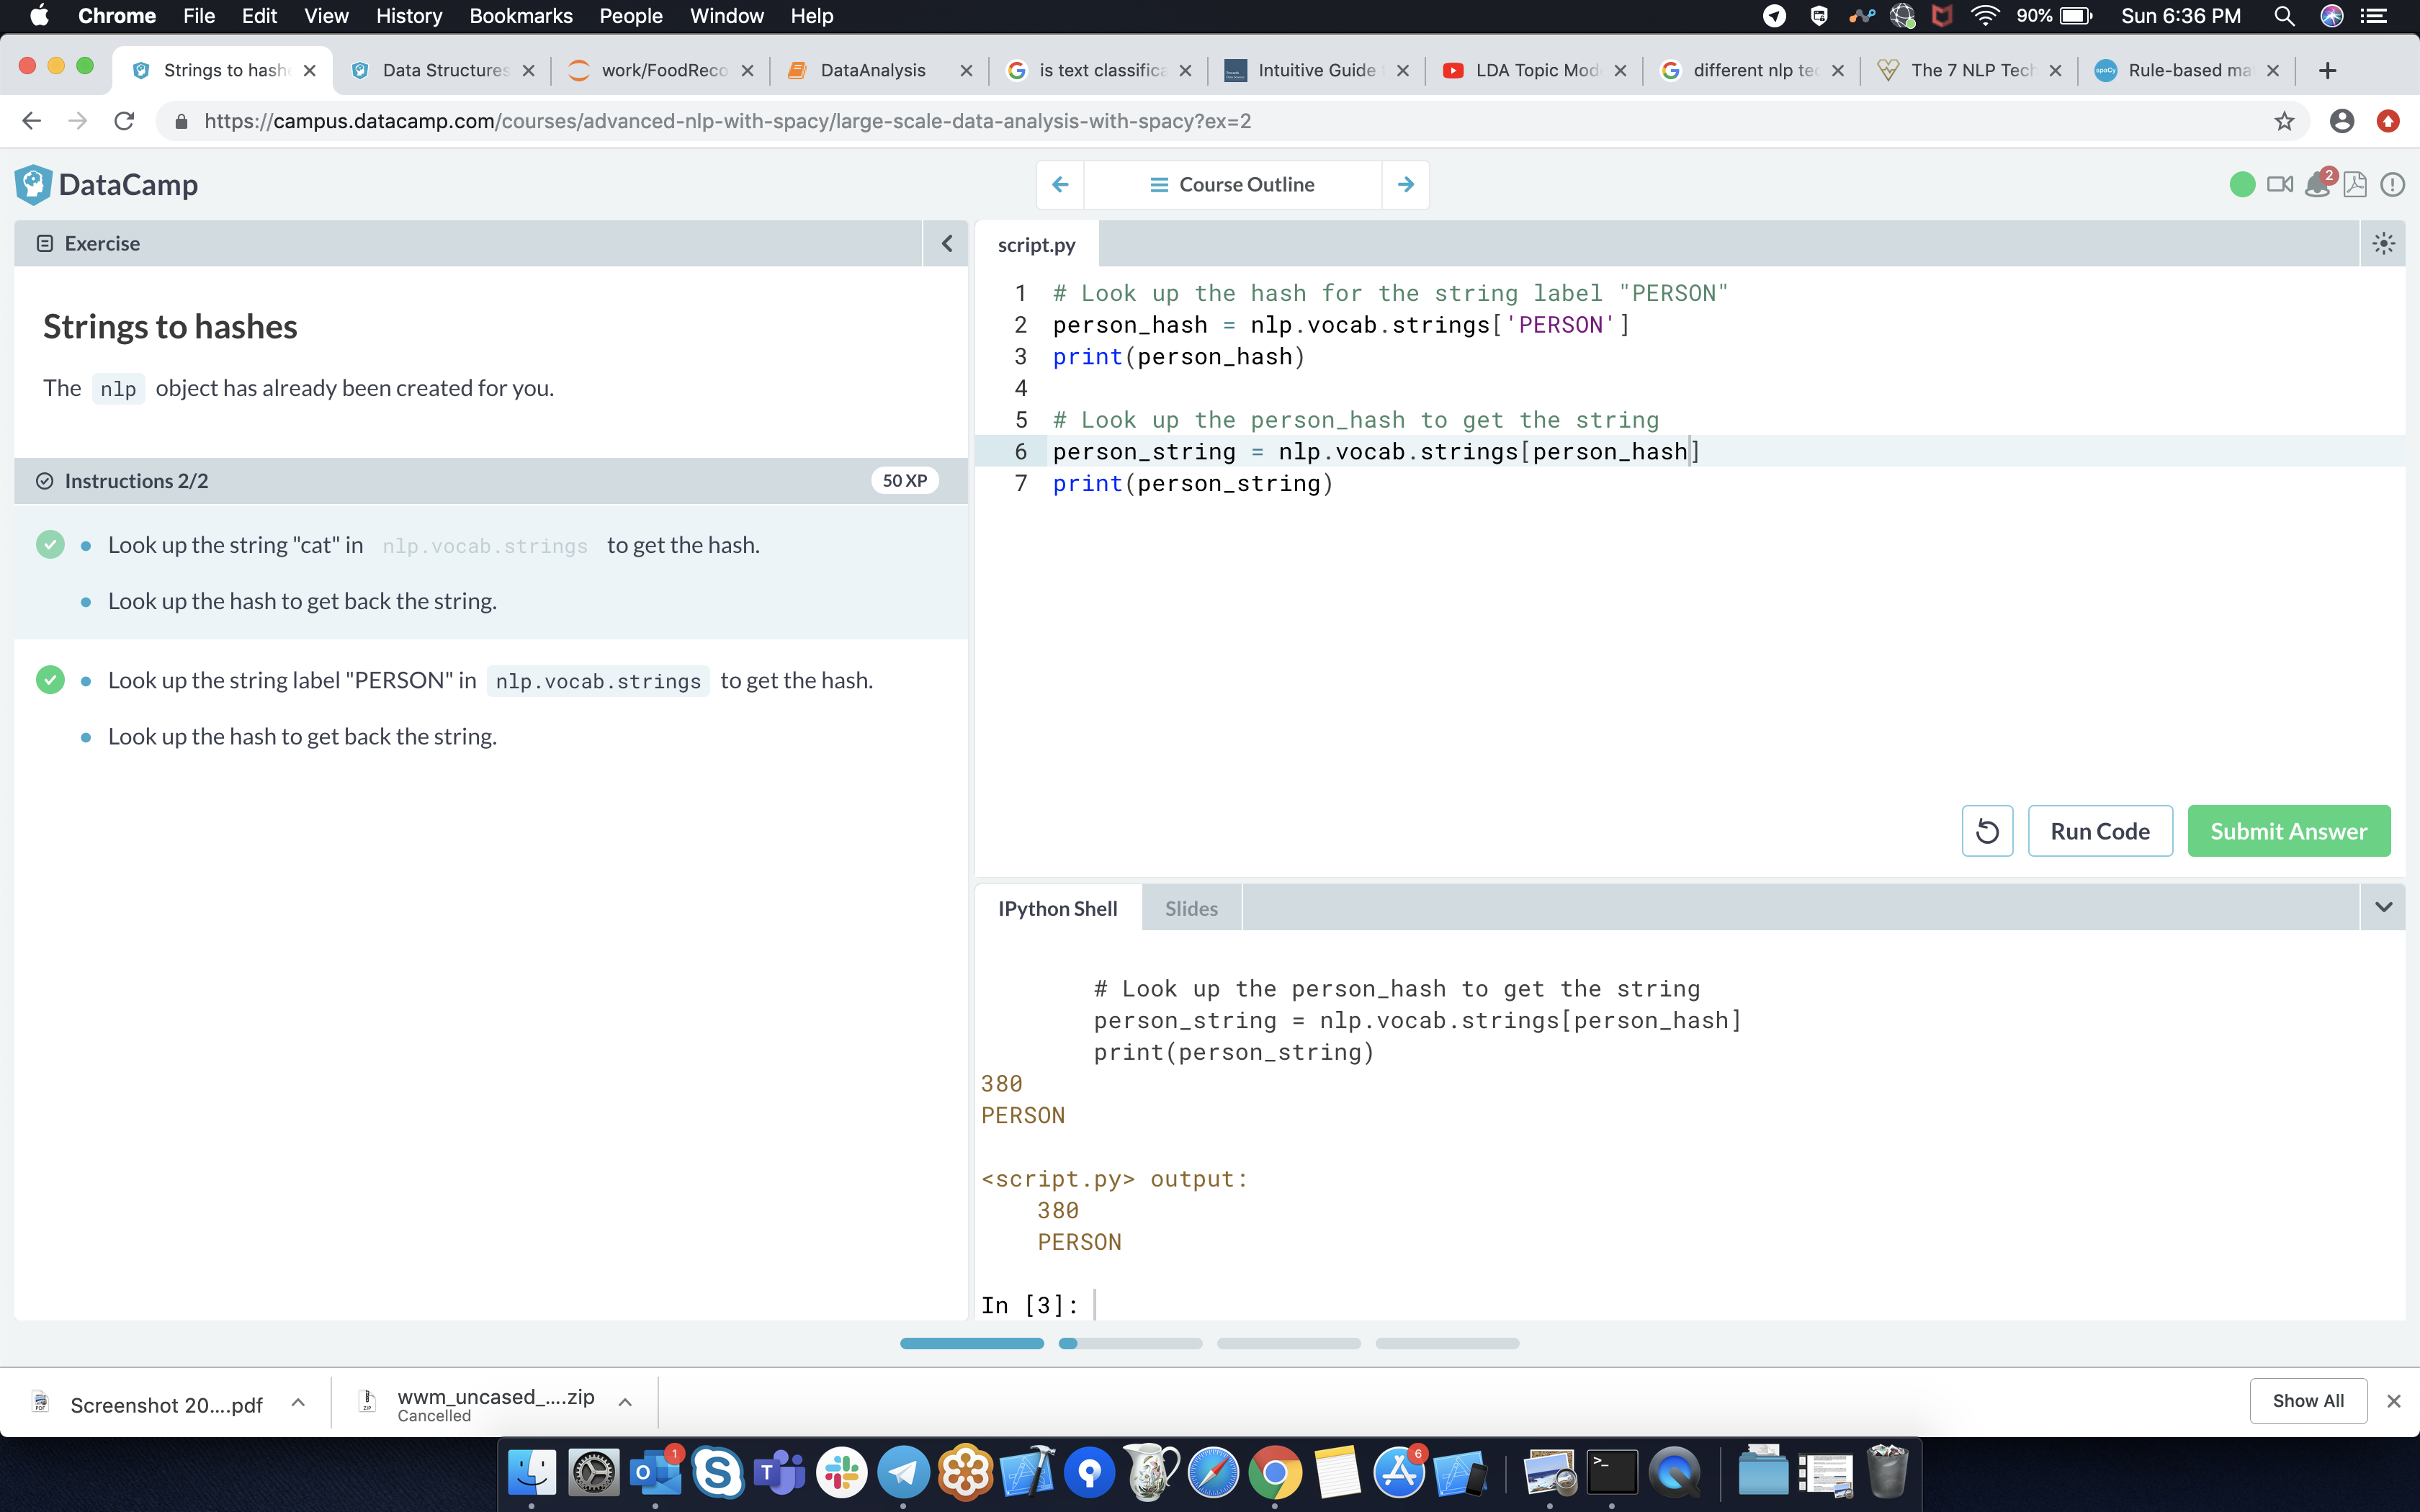 Chrome File Edit View History Bookmarks People Window Help 90% Sun 6:36 PM
Strings to hash Data Structures work/FoodReco DataAnalysis is text classifica Intuitive Guide LDA Topic Mod different nlp tec The 7 NLP Tech Rule-based ma
https://campus.datacamp.com/courses/advanced-nlp-with-spacy/large-scale-data-analysis-with-spacy?ex=2
DataCamp
Course Outline
2
Exercise
Strings to hashes
The nlp object has already been created for you.
Instructions 2/2
50 XP
Look up the string "cat" in nlp.vocab.strings to get the hash.
Look up the hash to get back the string.
Look up the string label "PERSON" in nlp.vocab.strings to get the hash.
Look up the hash to get back the string.
script.py
1 # Look up the hash for the string label "PERSON"
2 person_hash = nlp.vocab.strings['PERSON']
3 print(person_hash)
4
5 # Look up the person_hash to get the string
6 person_string = nlp.vocab.strings[person_hash]
7 print(person_string)
Run Code
Submit Answer
IPython Shell
Slides
# Look up the person_hash to get the string
person_string = nlp.vocab.strings[person_hash]
print(person_string)
380
PERSON
<script.py> output:
380
PERSON
In [3]:
Screenshot 20....pdf
wwm_uncased_....zip
Cancelled
Show All
1
6